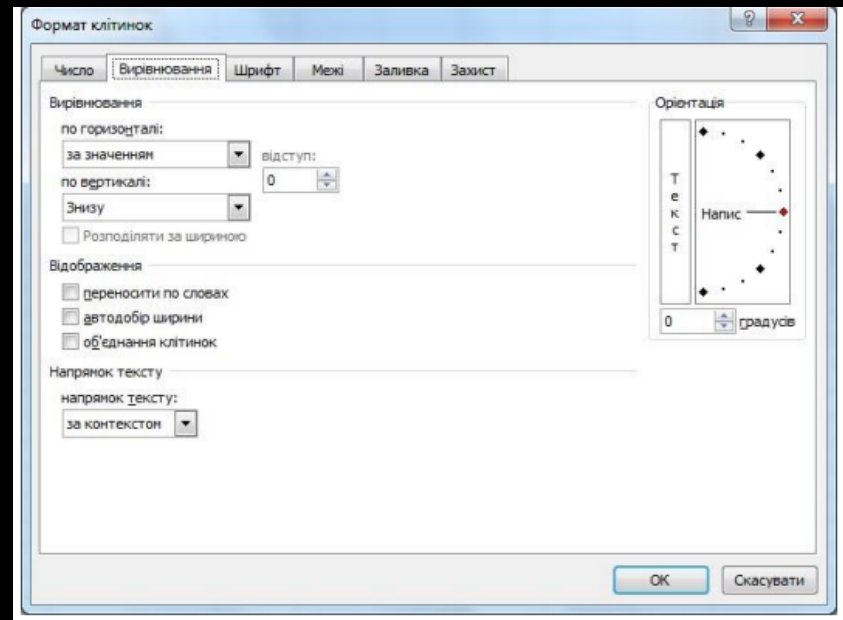 Формат клітинок
Число Вирівнювання Шрифт Межі Заливка Захист
Вирівнювання
по горизонталі:
за значенням
відступ:
0
по вертикалі:
Знизу
Розподіляти за шириною
Відображення
переносити по словах
автодобір ширини
об'єднання клітинок
Напрямок тексту
напрямок тексту:
за контекстом
Орієнтація
Текст
Напис
0 градусів
ОК Скасувати